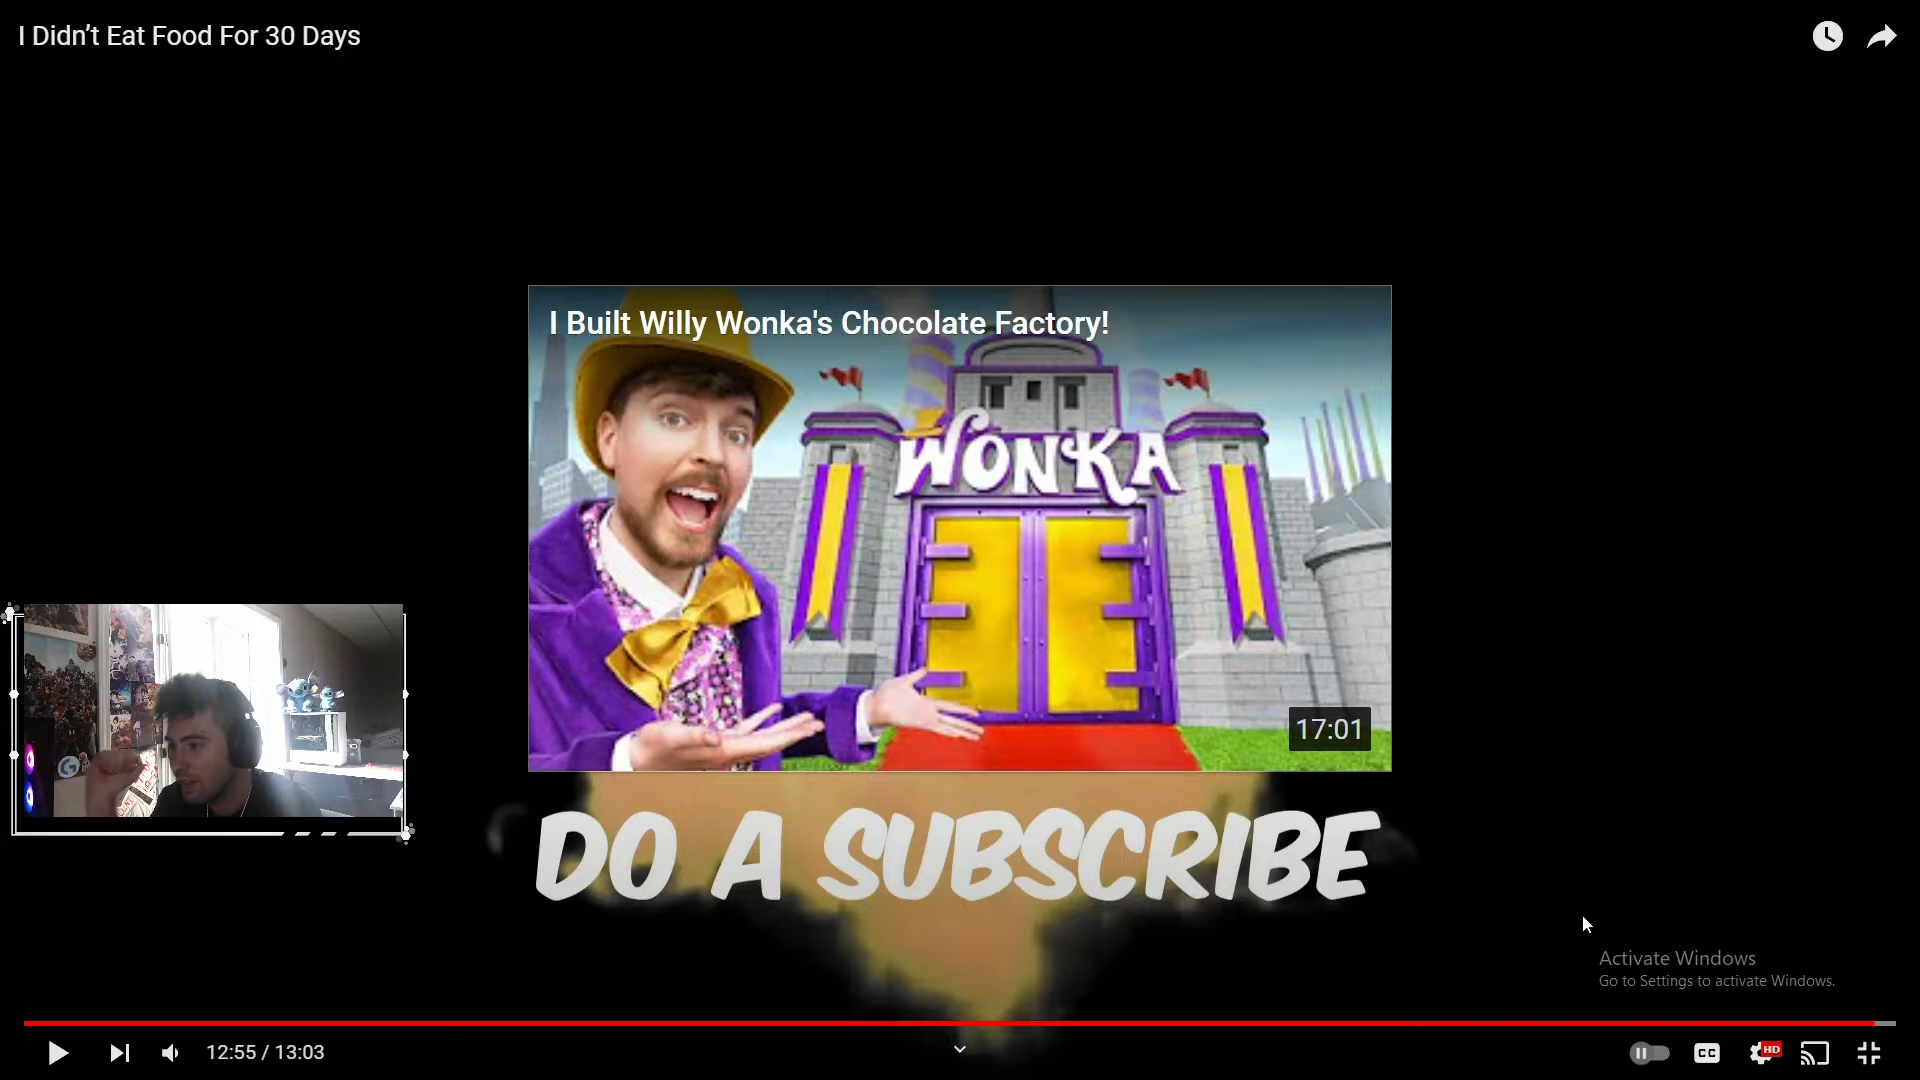 I Didn’t Eat Food For 30 Days
I Built Willy Wonka's Chocolate Factory!
WONKA
17:01
DO A SUBSCRIBE
Activate Windows
Go to Settings to activate Windows.
12:55 / 13:03
CC
HD